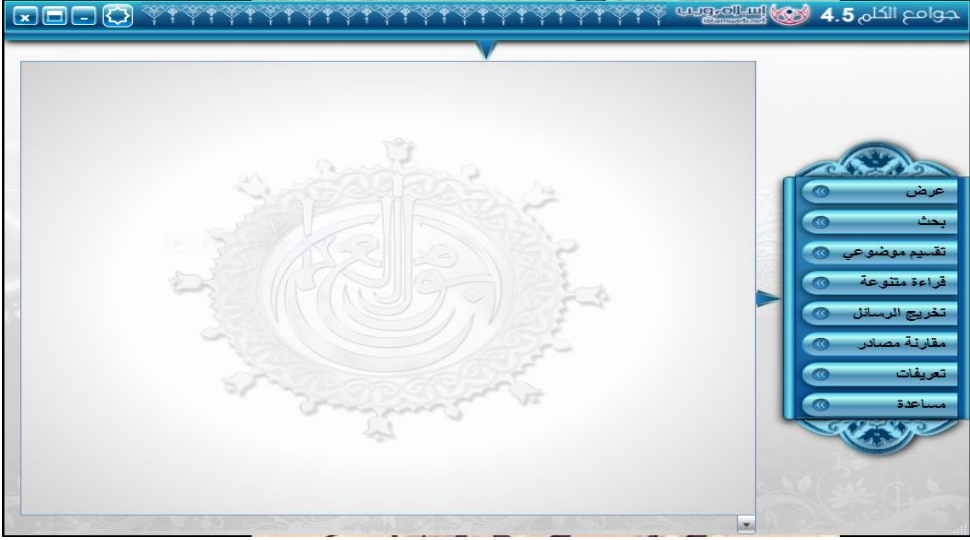 جوامع الكلم 4.5 إسلام ويب
islamweb.net
عرض
بحث
تقسيم موضوعي
قراءة متنوعة
تخريج الرسائل
مقارنة مصادر
تعريفات
مساعدة
جوامع الكلم